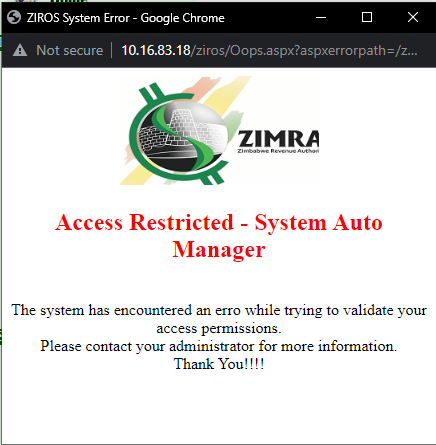 ZIROS System Error - Google Chrome
Not secure | 10.16.83.18/ziros/Oops.aspx?aspxerrorpath=/z...
ZIMRA
Zimbabwe Revenue Authori
Access Restricted - System Auto
Manager
The system has encountered an erro while trying to validate your
access permissions.
Please contact your administrator for more information.
Thank You!!!!